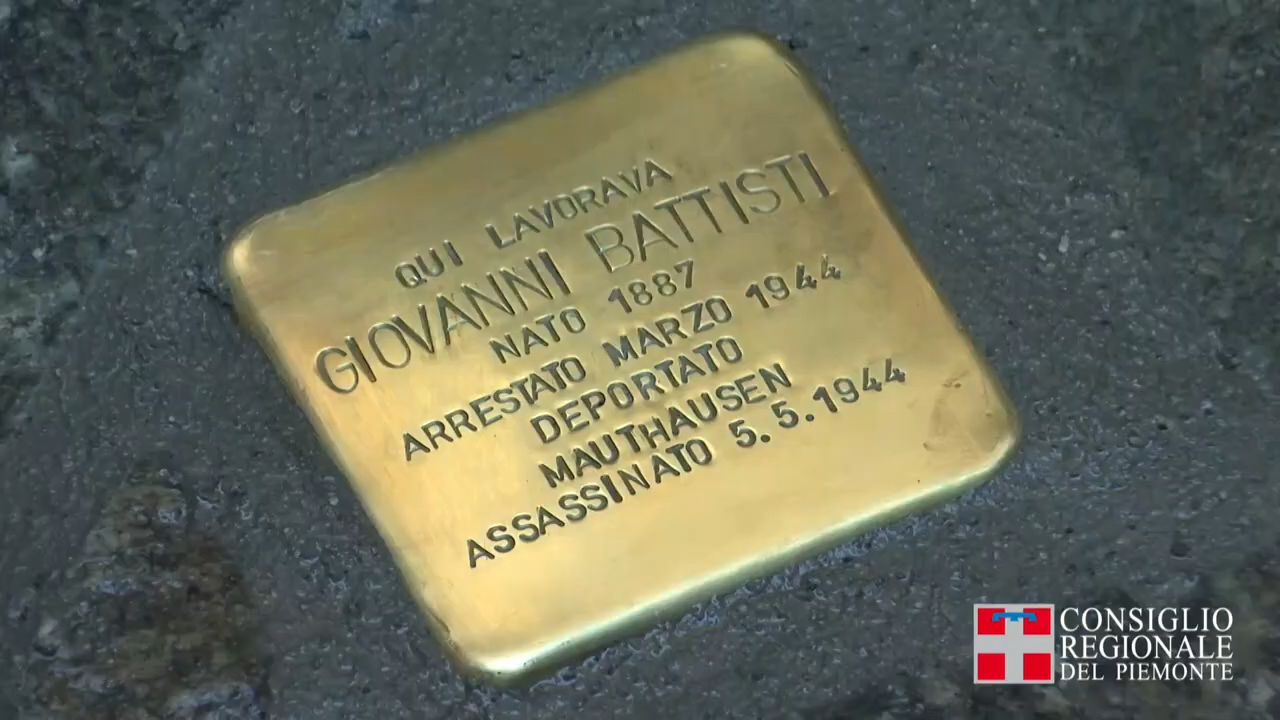 QUI LAVORAVA
GIOVANNI BATTISTI
NATO 1887
ARRESTATO MARZO 1944
DEPORTATO
MAUTHAUSEN
ASSASSINATO 5.5.1944
CONSIGLIO
REGIONALE
DEL PIEMONTE